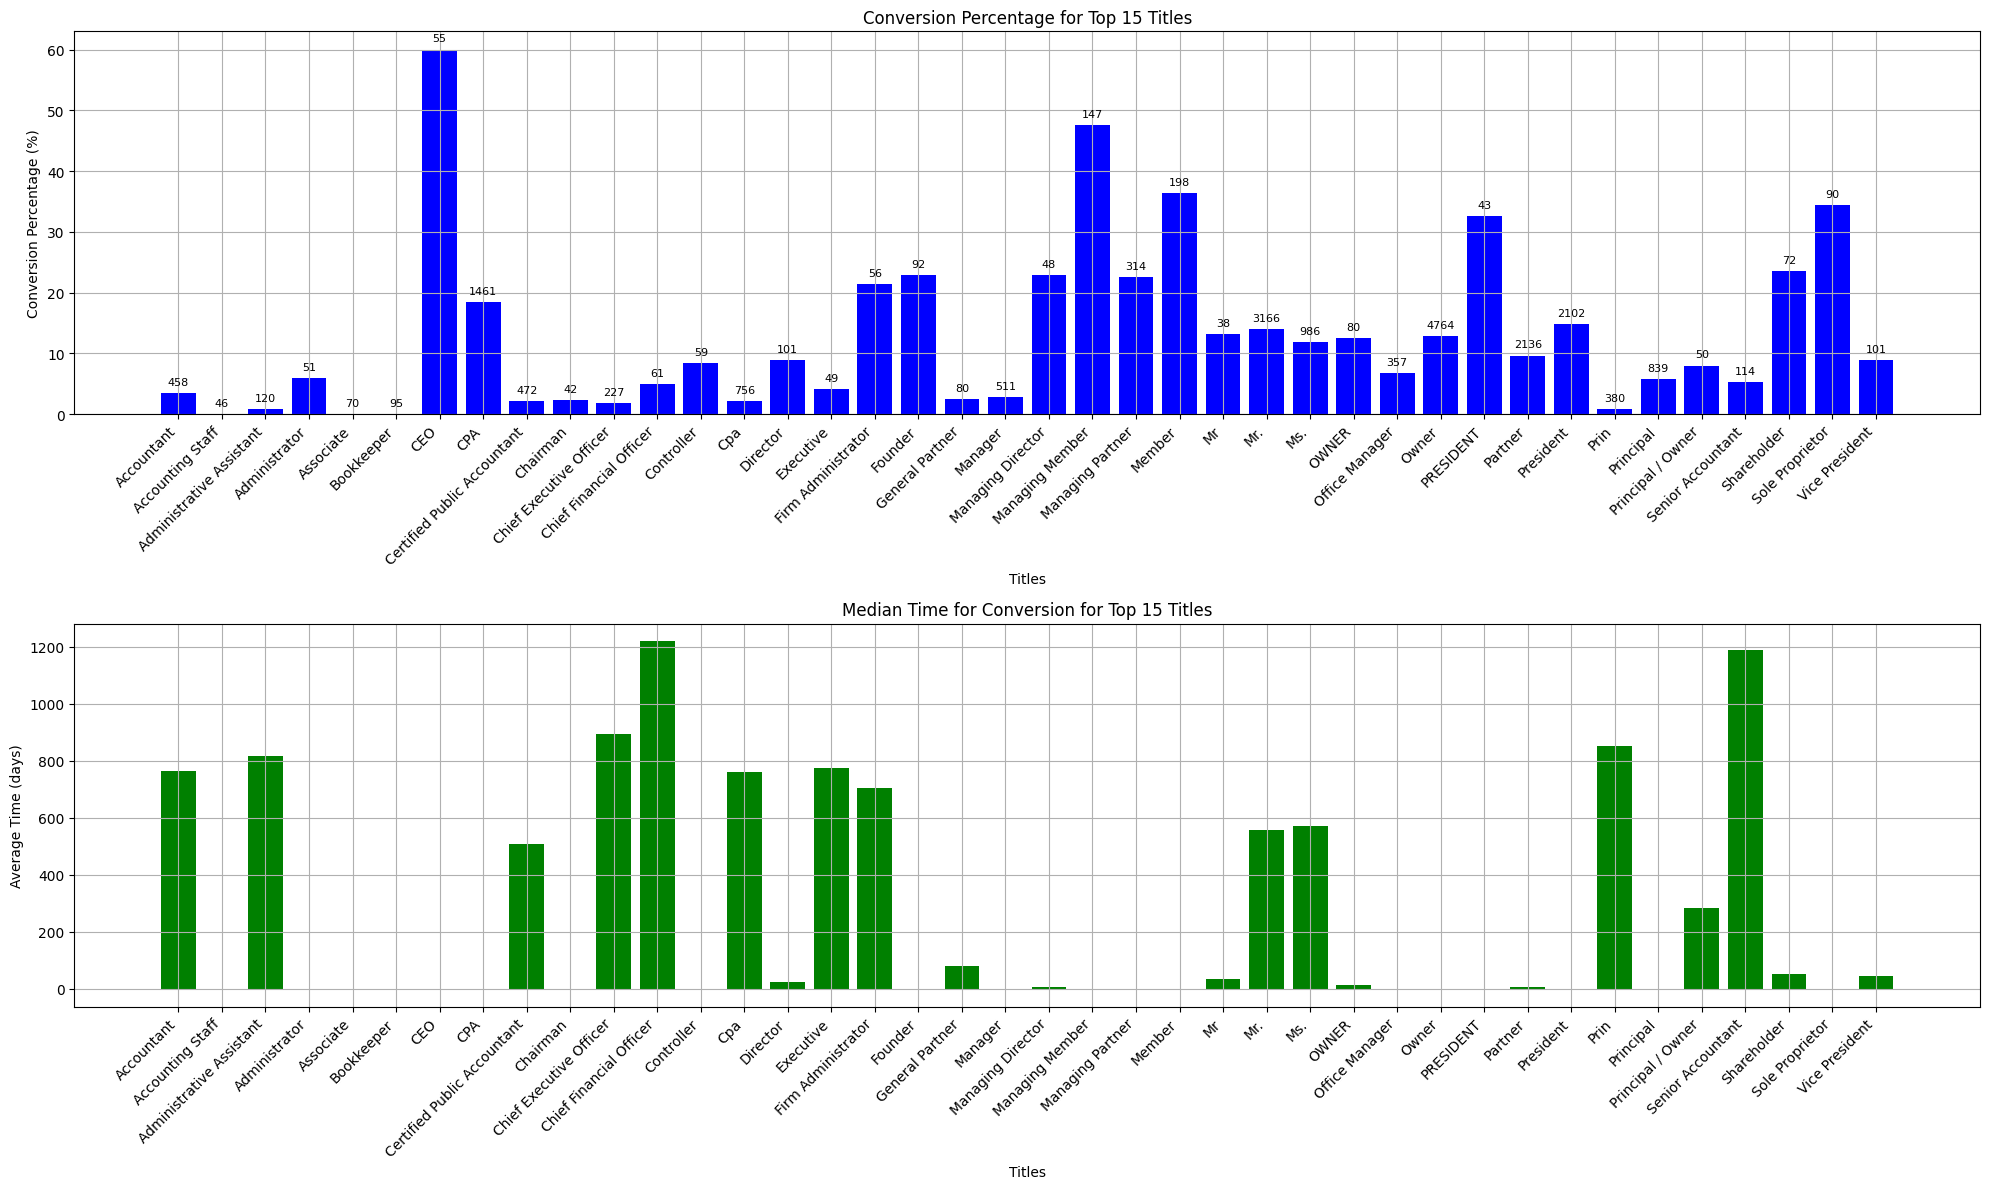 Conversion Percentage for Top 15 Titles
Conversion Percentage (%)
60
50
40
30
20
10
0
458
46
120
51
70
95
55
1461
472
42
227
61
59
756
101
49
56
92
80
511
48
147
314
198
38
3166
986
80
357
4764
43
2136
2102
380
839
50
114
72
90
101
Accountant
Accounting Staff
Administrative Assistant
Administrator
Associate
Bookkeeper
CEO
CPA
Certified Public Accountant
Chairman
Chief Executive Officer
Chief Financial Officer
Controller
Cpa
Director
Executive
Firm Administrator
Founder
General Partner
Manager
Managing Director
Managing Member
Managing Partner
Member
Mr
Mr.
Ms.
OWNER
Office Manager
Owner
PRESIDENT
Partner
President
Prin
Principal
Principal / Owner
Senior Accountant
Shareholder
Sole Proprietor
Vice President
Titles
Median Time for Conversion for Top 15 Titles
Average Time (days)
1200
1000
800
600
400
200
0
Accountant
Accounting Staff
Administrative Assistant
Administrator
Associate
Bookkeeper
CEO
CPA
Certified Public Accountant
Chairman
Chief Executive Officer
Chief Financial Officer
Controller
Cpa
Director
Executive
Firm Administrator
Founder
General Partner
Manager
Managing Director
Managing Member
Managing Partner
Member
Mr
Mr.
Ms.
OWNER
Office Manager
Owner
PRESIDENT
Partner
President
Prin
Principal
Principal / Owner
Senior Accountant
Shareholder
Sole Proprietor
Vice President
Titles